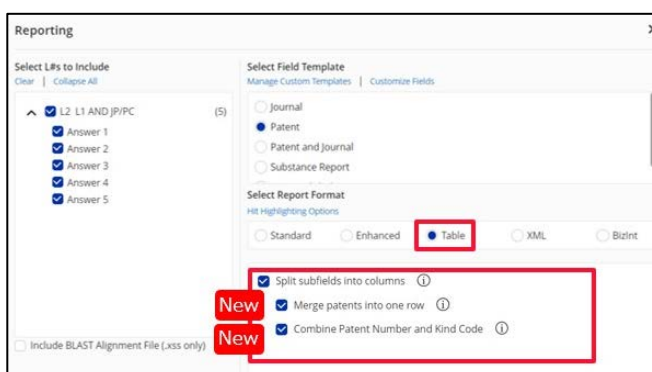 Reporting
Select L#s to Include
Clear | Collapse All
L2 L1 AND JP/PC (5)
Answer 1
Answer 2
Answer 3
Answer 4
Answer 5
Include BLAST Alignment File (.xss only)
Select Field Template
Manage Custom Templates | Customize Fields
Journal
Patent
Patent and Journal
Substance Report
Select Report Format
Hit Highlighting Options
Standard Enhanced Table XML BizInt
Split subfields into columns
New Merge patents into one row
New Combine Patent Number and Kind Code